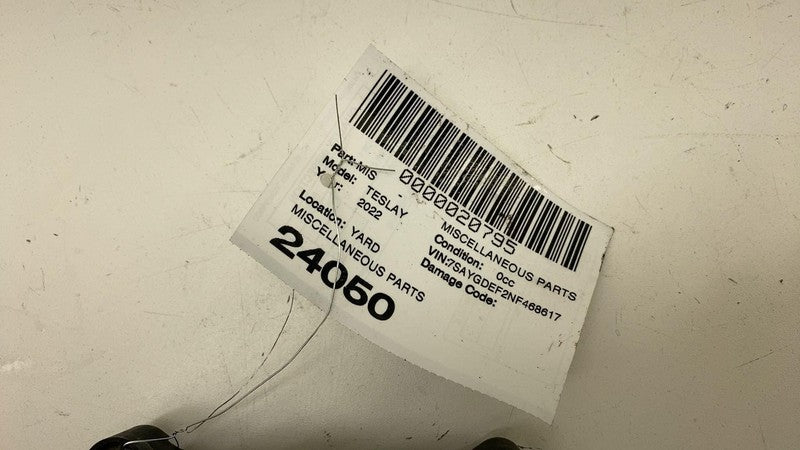 0000020795
Part: MIS - MISCELLANEOUS PARTS
Model: TESLAY Condition: 0cc
Year: 2022 VIN:7SAYGDEF2NF468617
Damage Code:
Location: YARD
MISCELLANEOUS PARTS
24050